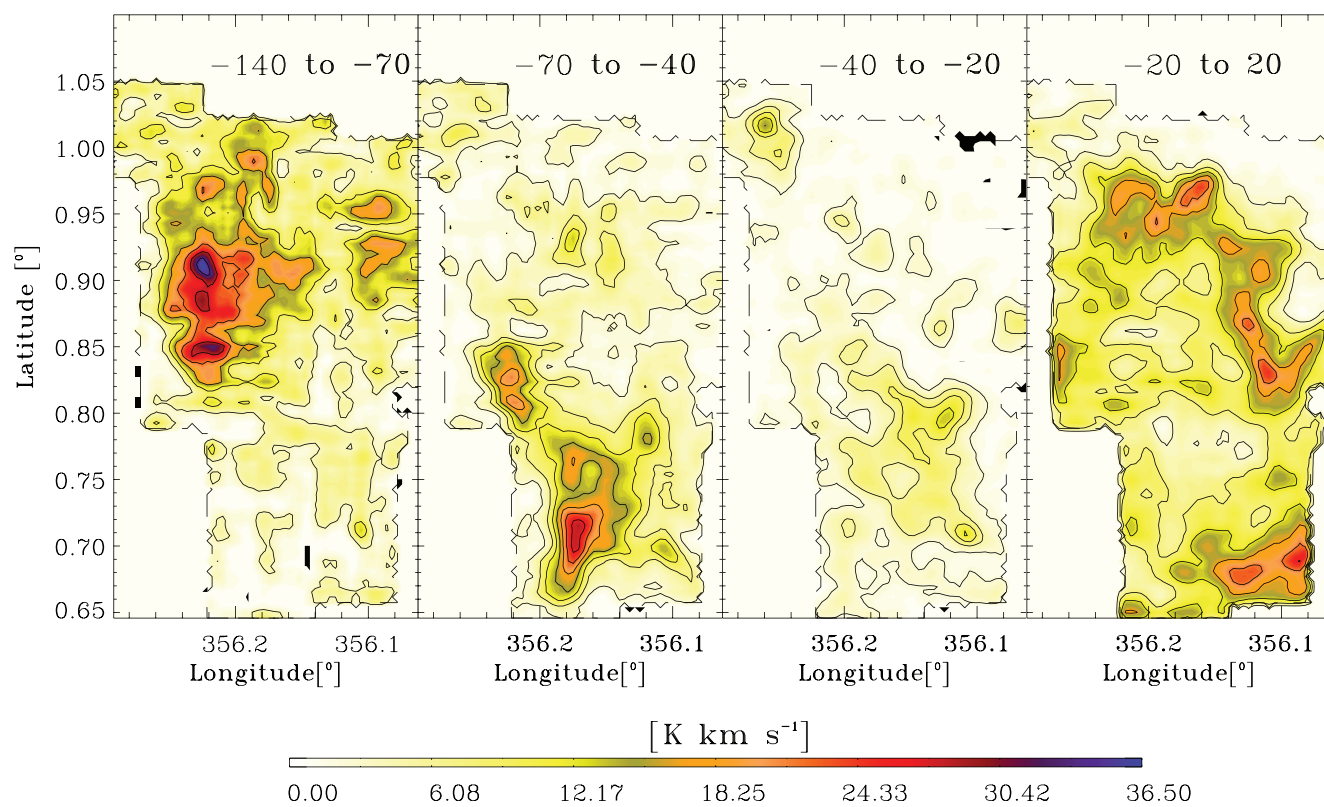 −140 to −70
−70 to −40
−40 to −20
−20 to 20
1.05
1.00
0.95
0.90
0.85
0.80
0.75
0.70
0.65
Latitude [°]
356.2 356.1
356.2 356.1
356.2 356.1
356.2 356.1
Longitude[°]
Longitude[°]
Longitude[°]
Longitude[°]
[K km s⁻¹]
0.00 6.08 12.17 18.25 24.33 30.42 36.50